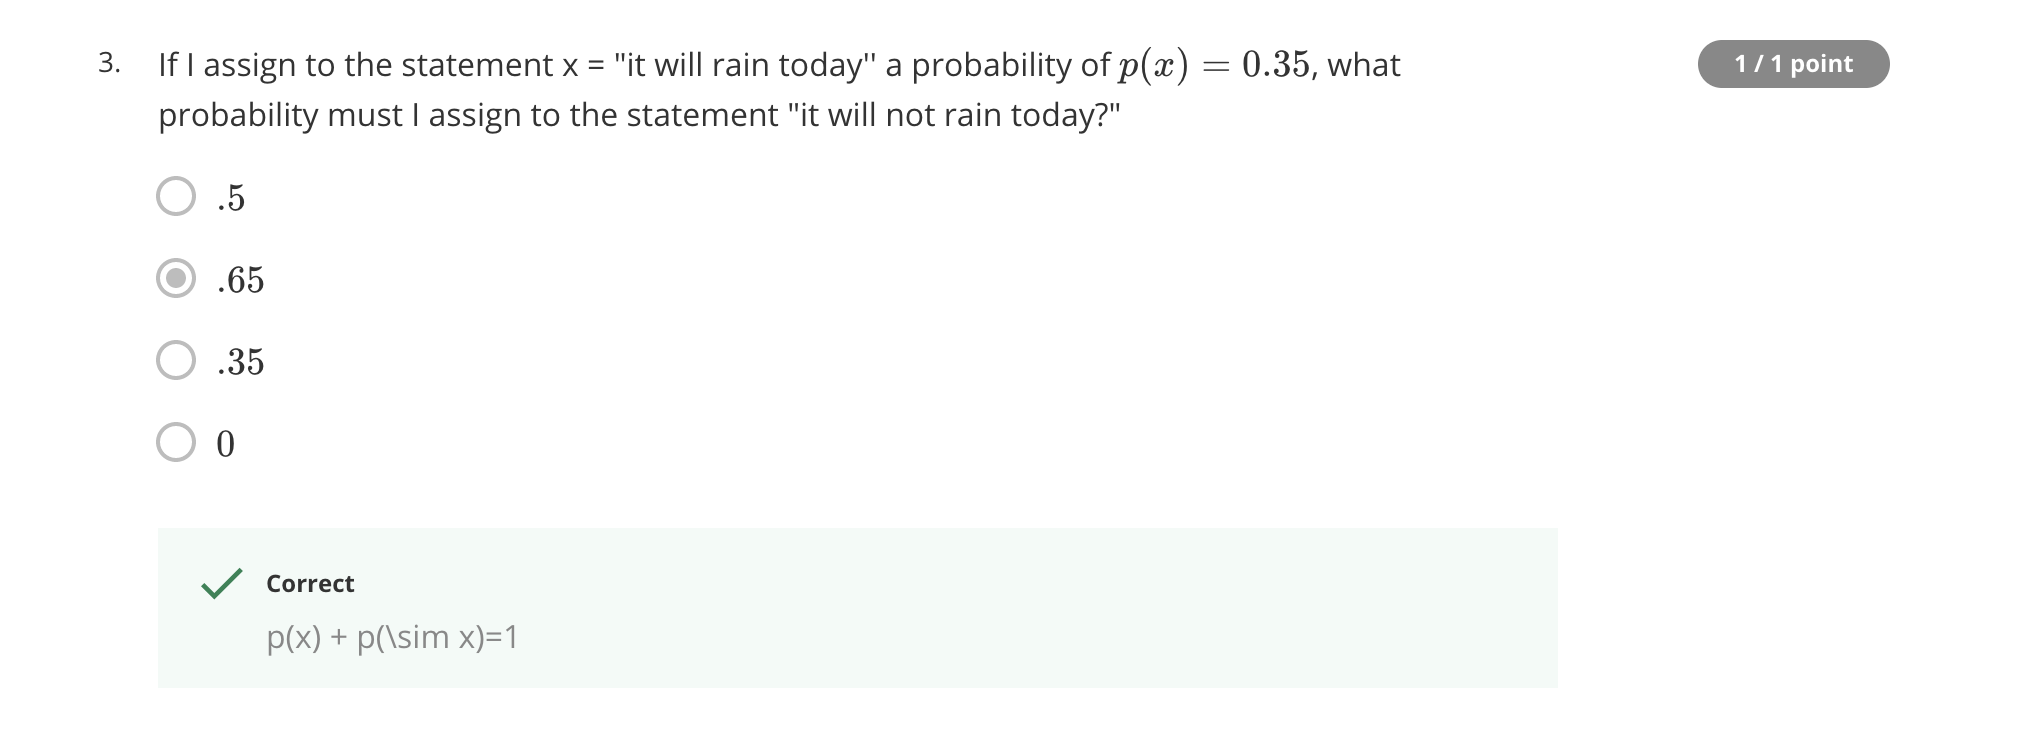 3. If I assign to the statement x = "it will rain today'' a probability of p(x) = 0.35, what
1 / 1 point
probability must I assign to the statement "it will not rain today?"
.5
.65
.35
0
Correct
p(x) + p(\sim x)=1